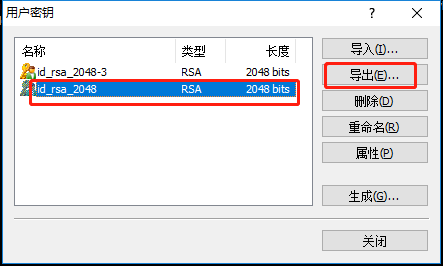 用户密钥
?
名称 类型 长度
id_rsa_2048-3 RSA 2048 bits
id_rsa_2048 RSA 2048 bits
导入(I)...
导出(E)...
删除(D)
重命名(R)
属性(P)
生成(G)...
关闭